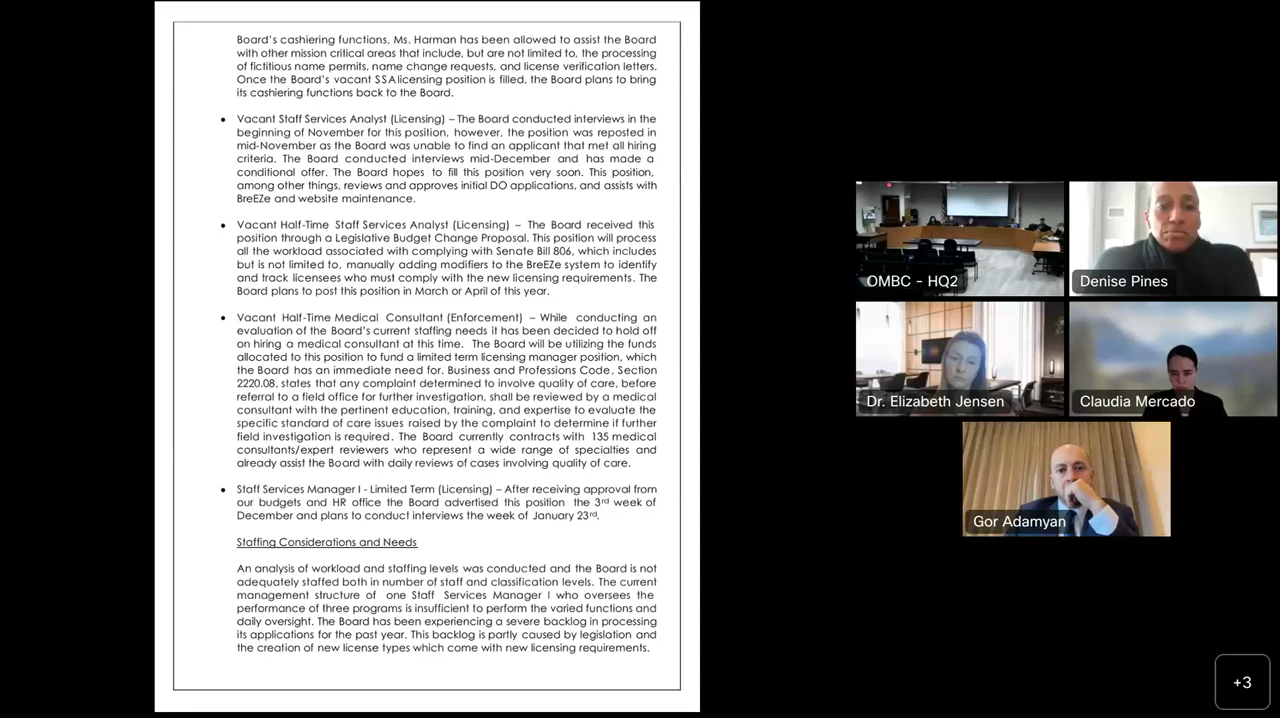 Board's cashiering functions, Ms. Harman has been allowed to assist the Board
with other mission critical areas that include, but are not limited to, the processing
of fictitious name permits, name change requests, and license verification letters.
Once the Board's vacant SSA licensing position is filled, the Board plans to bring
its cashiering functions back to the Board.
• Vacant Staff Services Analyst (Licensing) – The Board conducted interviews in the
beginning of November for this position, however, the position was reposted in
mid-November as the Board was unable to find an applicant that met all hiring
criteria. The Board conducted interviews mid-December and has made a
conditional offer. The Board hopes to fill this position very soon. This position,
among other things, reviews and approves initial DO applications, and assists with
BreEZe and website maintenance.
• Vacant Half-Time Staff Services Analyst (Licensing) – The Board received this
position through a Legislative Budget Change Proposal. This position will process
all the workload associated with complying with Senate Bill 806, which includes
but is not limited to, manually adding modifiers to the BreEZe system to identify
and track licensees who must comply with the new licensing requirements. The
Board plans to post this position in March or April of this year.
• Vacant Half-Time Medical Consultant (Enforcement) – While conducting an
evaluation of the Board's current staffing needs it has been decided to hold off
on hiring a medical consultant at this time. The Board will be utilizing the funds
allocated to this position to fund a limited term licensing manager position, which
the Board has an immediate need for. Business and Professions Code, Section
2220.08, states that any complaint determined to involve quality of care, before
referral to a field office for further investigation, shall be reviewed by a medical
consultant with the pertinent education, training, and expertise to evaluate the
specific standard of care issues raised by the complaint to determine if further
field investigation is required. The Board currently contracts with 135 medical
consultants/expert reviewers who represent a wide range of specialties and
already assist the Board with daily reviews of cases involving quality of care.
• Staff Services Manager I - Limited Term (Licensing) – After receiving approval from
our budgets and HR office the Board advertised this position the 3rd week of
December and plans to conduct interviews the week of January 23rd.
Staffing Considerations and Needs
An analysis of workload and staffing levels was conducted and the Board is not
adequately staffed both in number of staff and classification levels. The current
management structure of one Staff Services Manager I who oversees the
performance of three programs is insufficient to perform the varied functions and
daily oversight. The Board has been experiencing a severe backlog in processing
its applications for the past year. This backlog is partly caused by legislation and
the creation of new license types which come with new licensing requirements.
OMBC - HQ2
Denise Pines
Dr. Elizabeth Jensen
Claudia Mercado
Gor Adamyan
+3